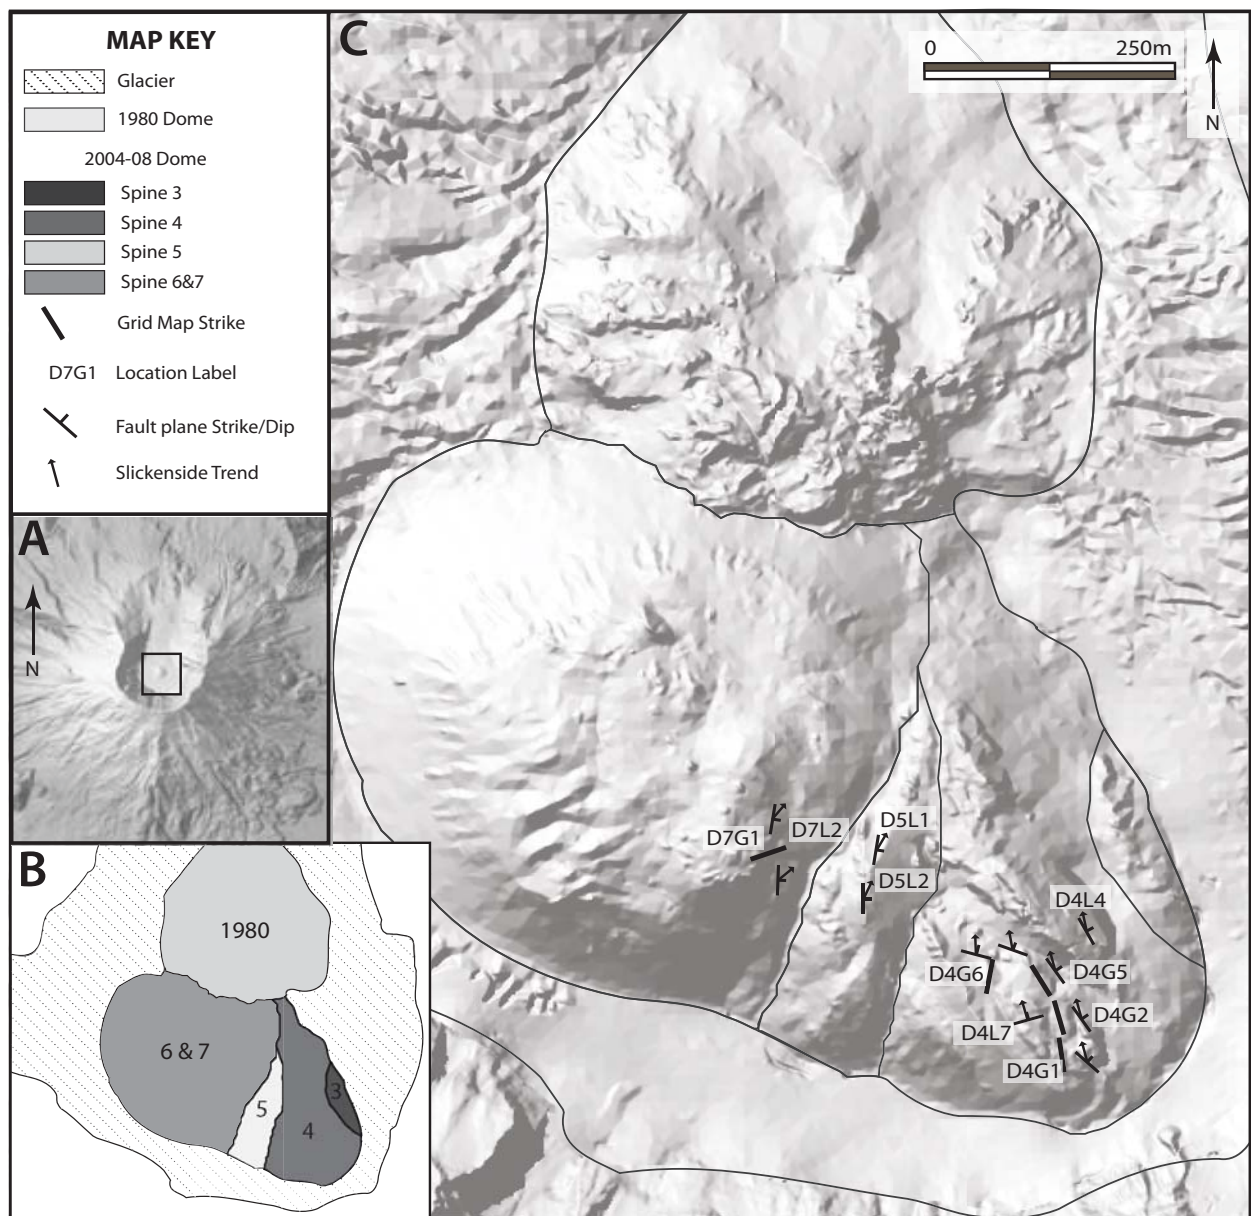 MAP KEY
Glacier
1980 Dome
2004-08 Dome
Spine 3
Spine 4
Spine 5
Spine 6&7
Grid Map Strike
D7G1 Location Label
Fault plane Strike/Dip
Slickenside Trend
A
N
B
1980
6 & 7
5
4
3
C
0 250m
N
D7G1
D7L2
D5L1
D5L2
D4L4
D4G6
D4G5
D4L7
D4G2
D4G1